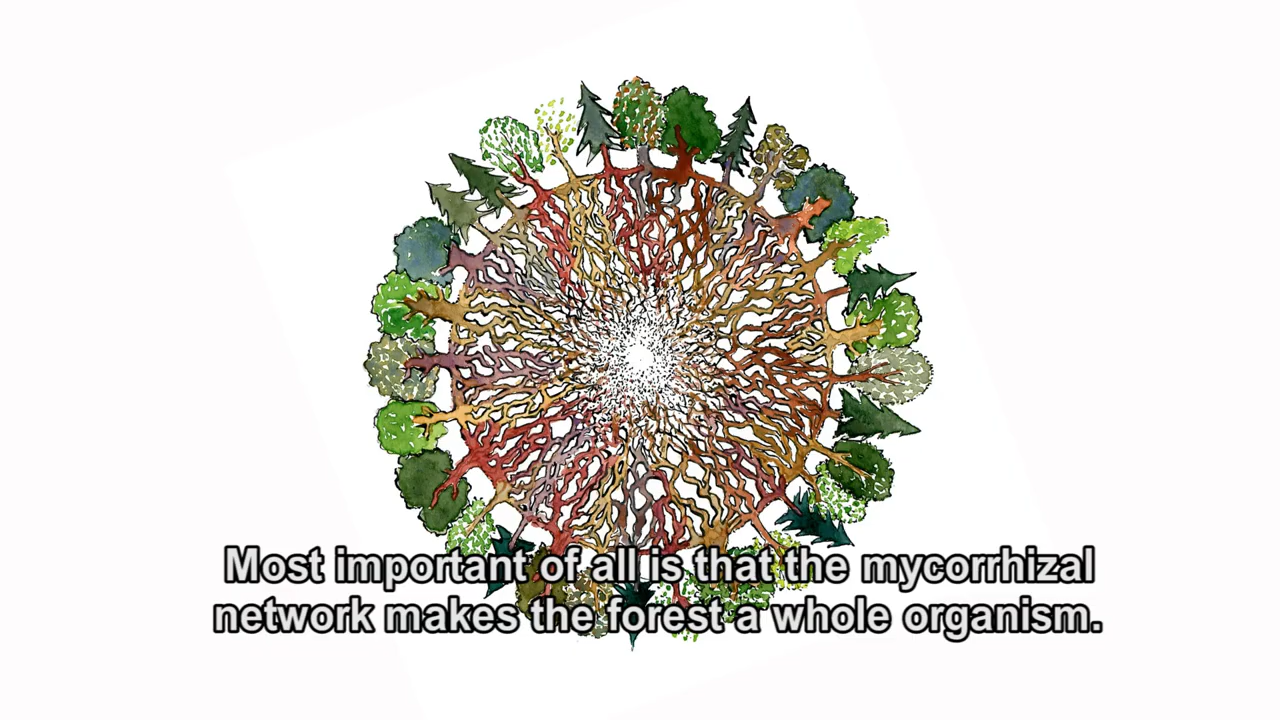 Most important of all is that the mycorrhizal
network makes the forest a whole organism.